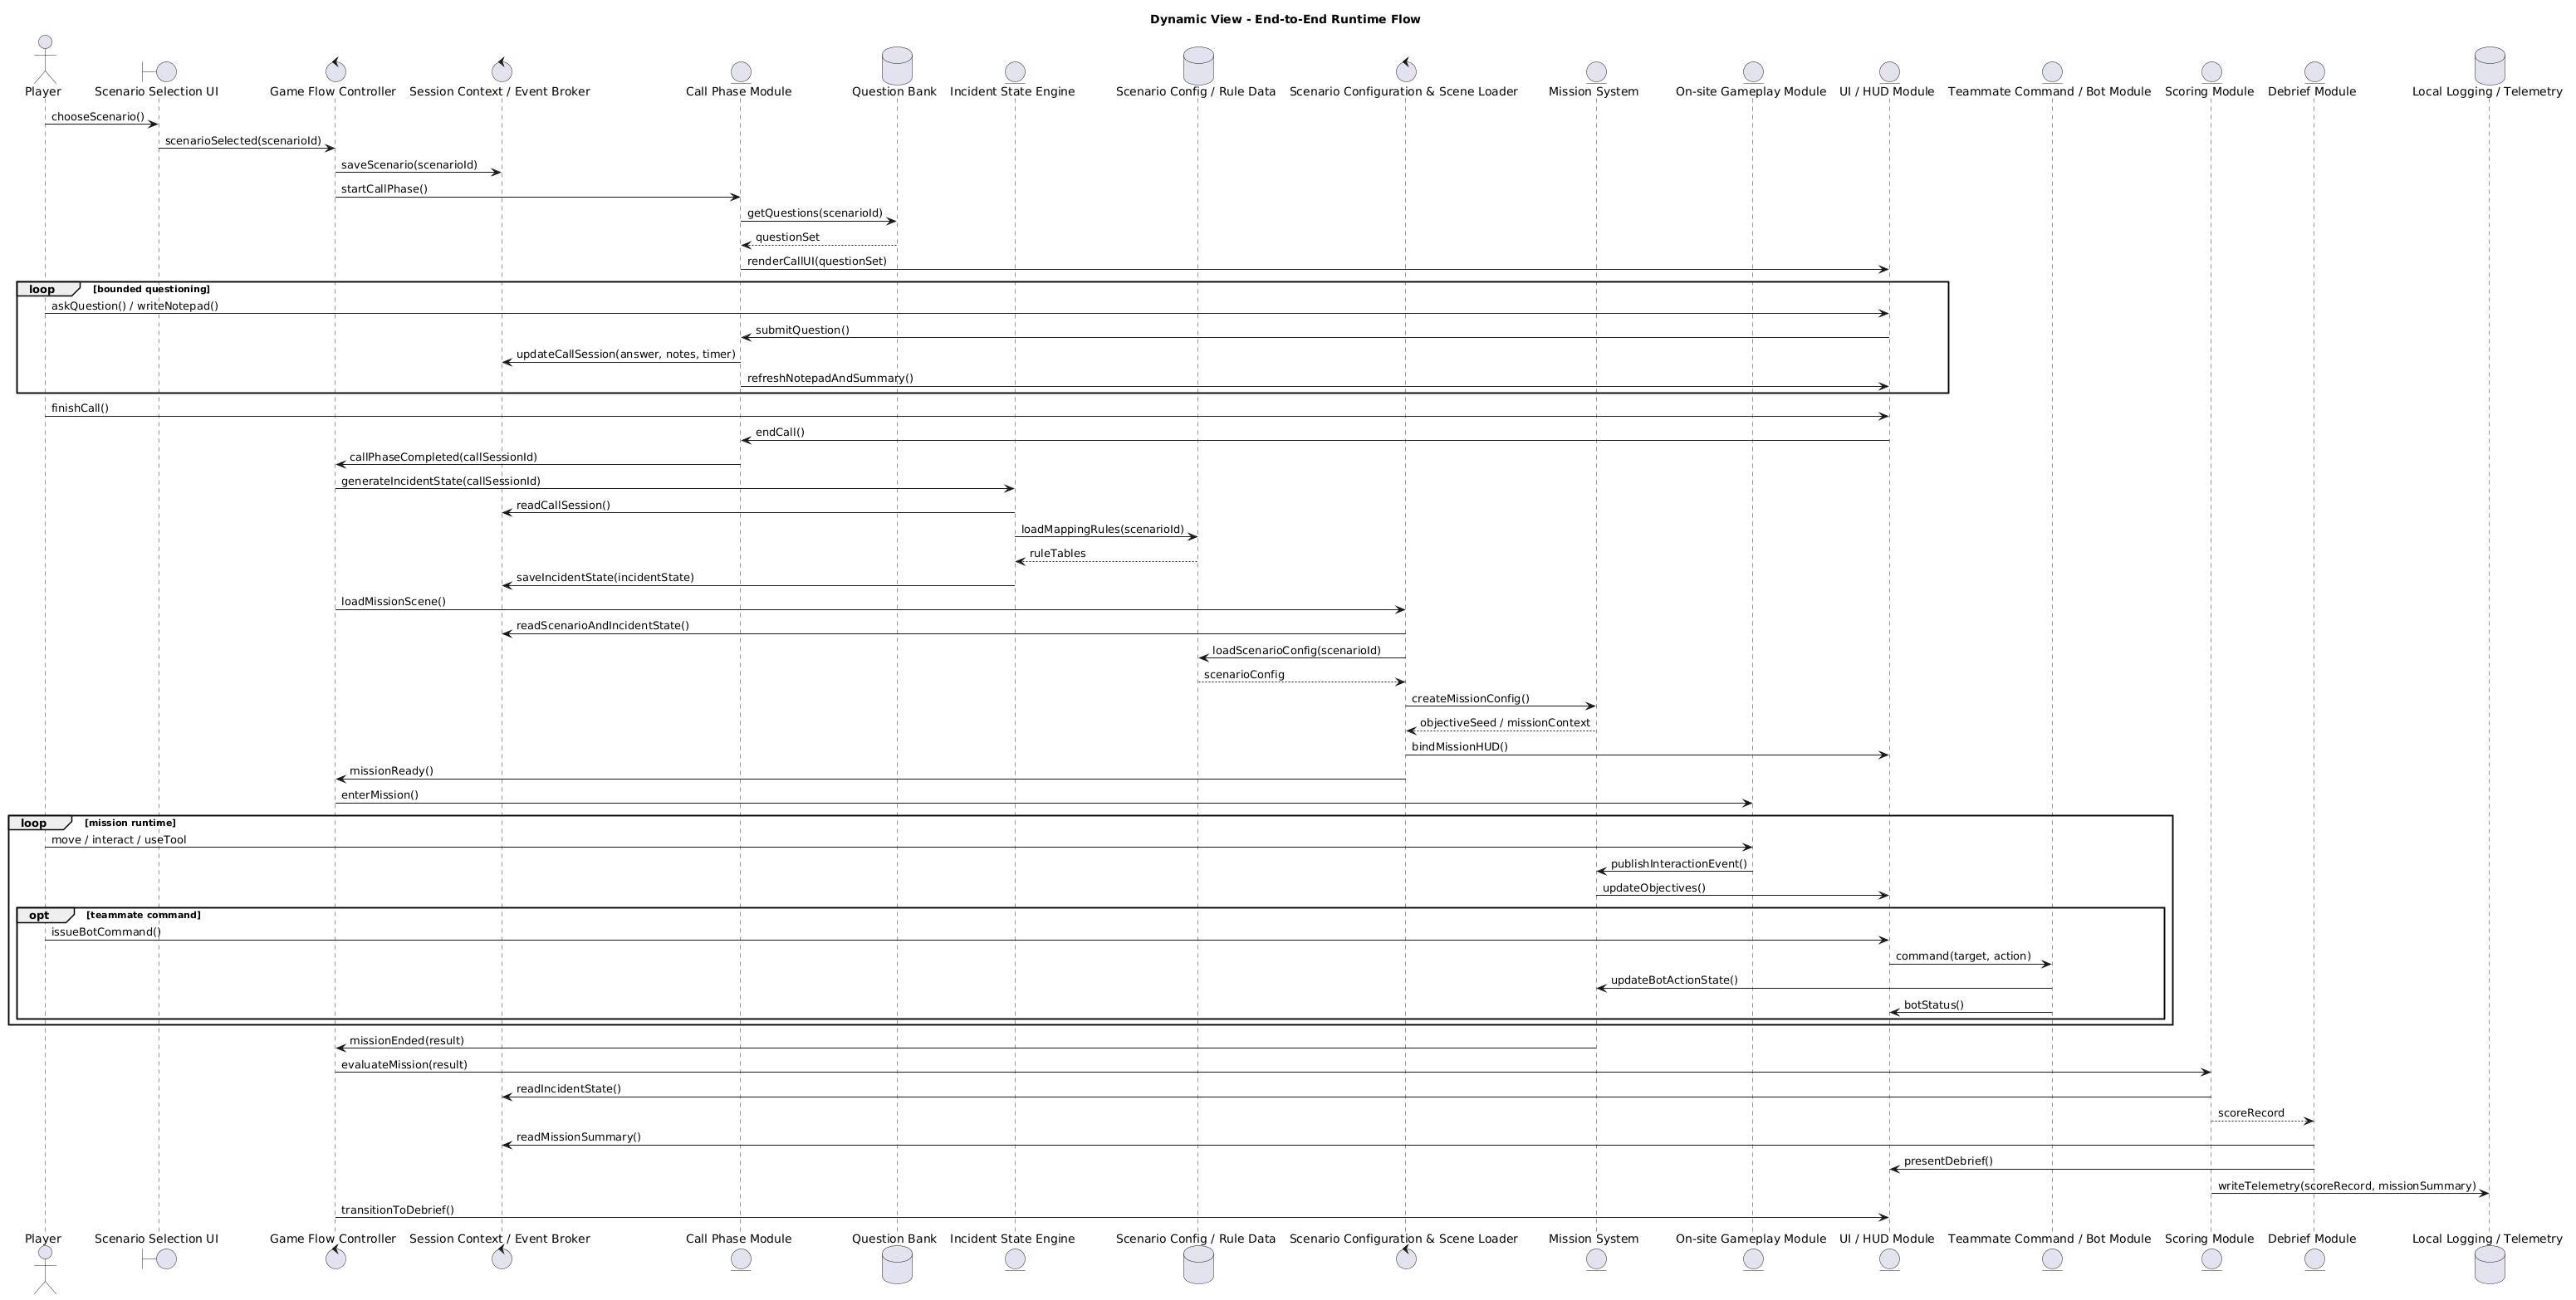 Dynamic View - End-to-End Runtime Flow
Player
Scenario Selection UI
Game Flow Controller
Session Context / Event Broker
Call Phase Module
Question Bank
Incident State Engine
Scenario Config / Rule Data
Scenario Configuration & Scene Loader
Mission System
On-site Gameplay Module
UI / HUD Module
Teammate Command / Bot Module
Scoring Module
Debrief Module
Local Logging / Telemetry
chooseScenario()
scenarioSelected(scenarioId)
saveScenario(scenarioId)
startCallPhase()
getQuestions(scenarioId)
questionSet
renderCallUI(questionSet)
loop [bounded questioning]
askQuestion() / writeNotepad()
submitQuestion()
updateCallSession(answer, notes, timer)
refreshNotepadAndSummary()
finishCall()
endCall()
callPhaseCompleted(callSessionId)
generateIncidentState(callSessionId)
readCallSession()
loadMappingRules(scenarioId)
ruleTables
saveIncidentState(incidentState)
loadMissionScene()
readScenarioAndIncidentState()
loadScenarioConfig(scenarioId)
scenarioConfig
createMissionConfig()
objectiveSeed / missionContext
bindMissionHUD()
missionReady()
enterMission()
loop [mission runtime]
move / interact / useTool
publishInteractionEvent()
updateObjectives()
opt [teammate command]
issueBotCommand()
command(target, action)
updateBotActionState()
botStatus()
missionEnded(result)
evaluateMission(result)
readIncidentState()
scoreRecord
readMissionSummary()
presentDebrief()
writeTelemetry(scoreRecord, missionSummary)
transitionToDebrief()
Player
Scenario Selection UI
Game Flow Controller
Session Context / Event Broker
Call Phase Module
Question Bank
Incident State Engine
Scenario Config / Rule Data
Scenario Configuration & Scene Loader
Mission System
On-site Gameplay Module
UI / HUD Module
Teammate Command / Bot Module
Scoring Module
Debrief Module
Local Logging / Telemetry